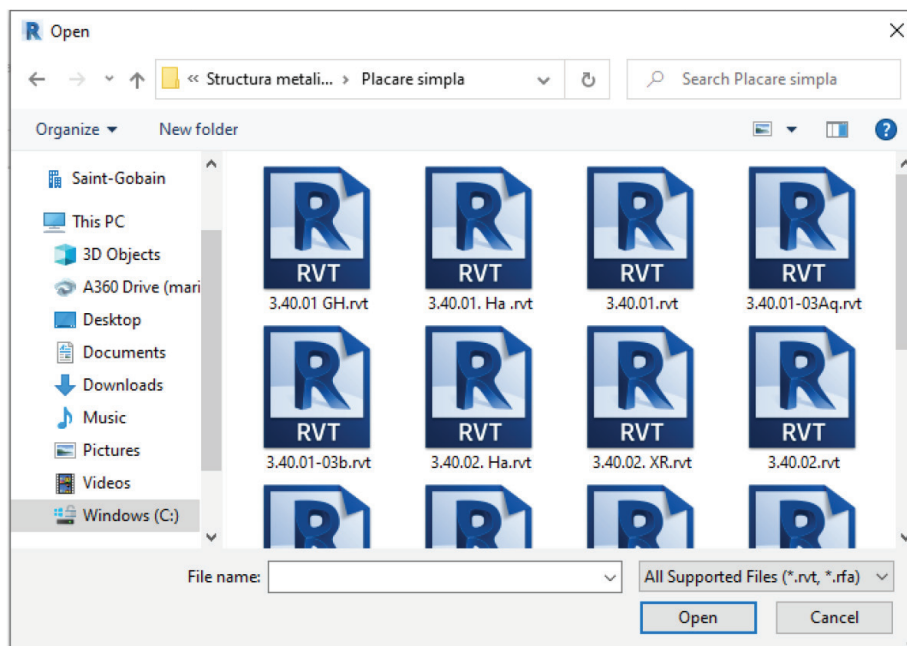 Open
« Structura metali... > Placare simpla
Search Placare simpla
Organize
New folder
Saint-Gobain
This PC
3D Objects
A360 Drive (mari
Desktop
Documents
Downloads
Music
Pictures
Videos
Windows (C:)
RVT RVT RVT RVT
3.40.01 GH.rvt 3.40.01. Ha .rvt 3.40.01.rvt 3.40.01-03Aq.rvt
RVT RVT RVT RVT
3.40.01-03b.rvt 3.40.02. Ha.rvt 3.40.02. XR.rvt 3.40.02.rvt
File name:
All Supported Files (*.rvt, *.rfa)
Open Cancel